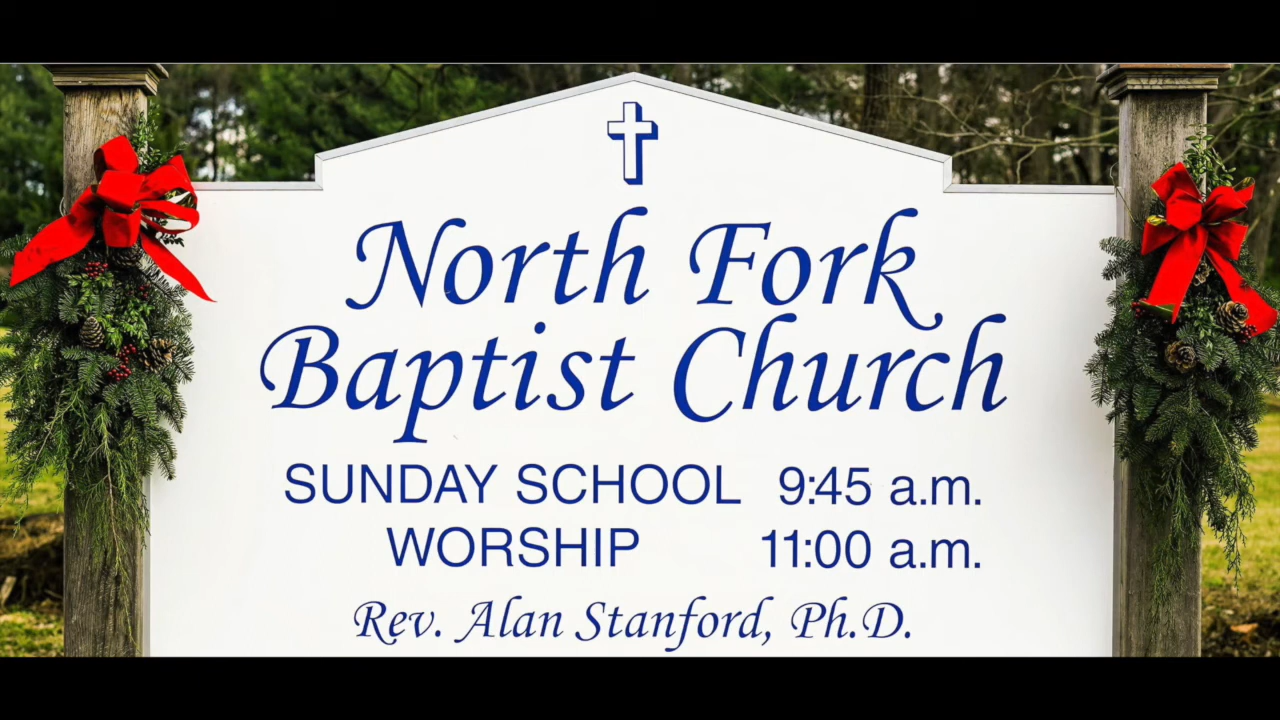 North Fork
Baptist Church
SUNDAY SCHOOL 9:45 a.m.
WORSHIP 11:00 a.m.
Rev. Alan Stanford, Ph.D.